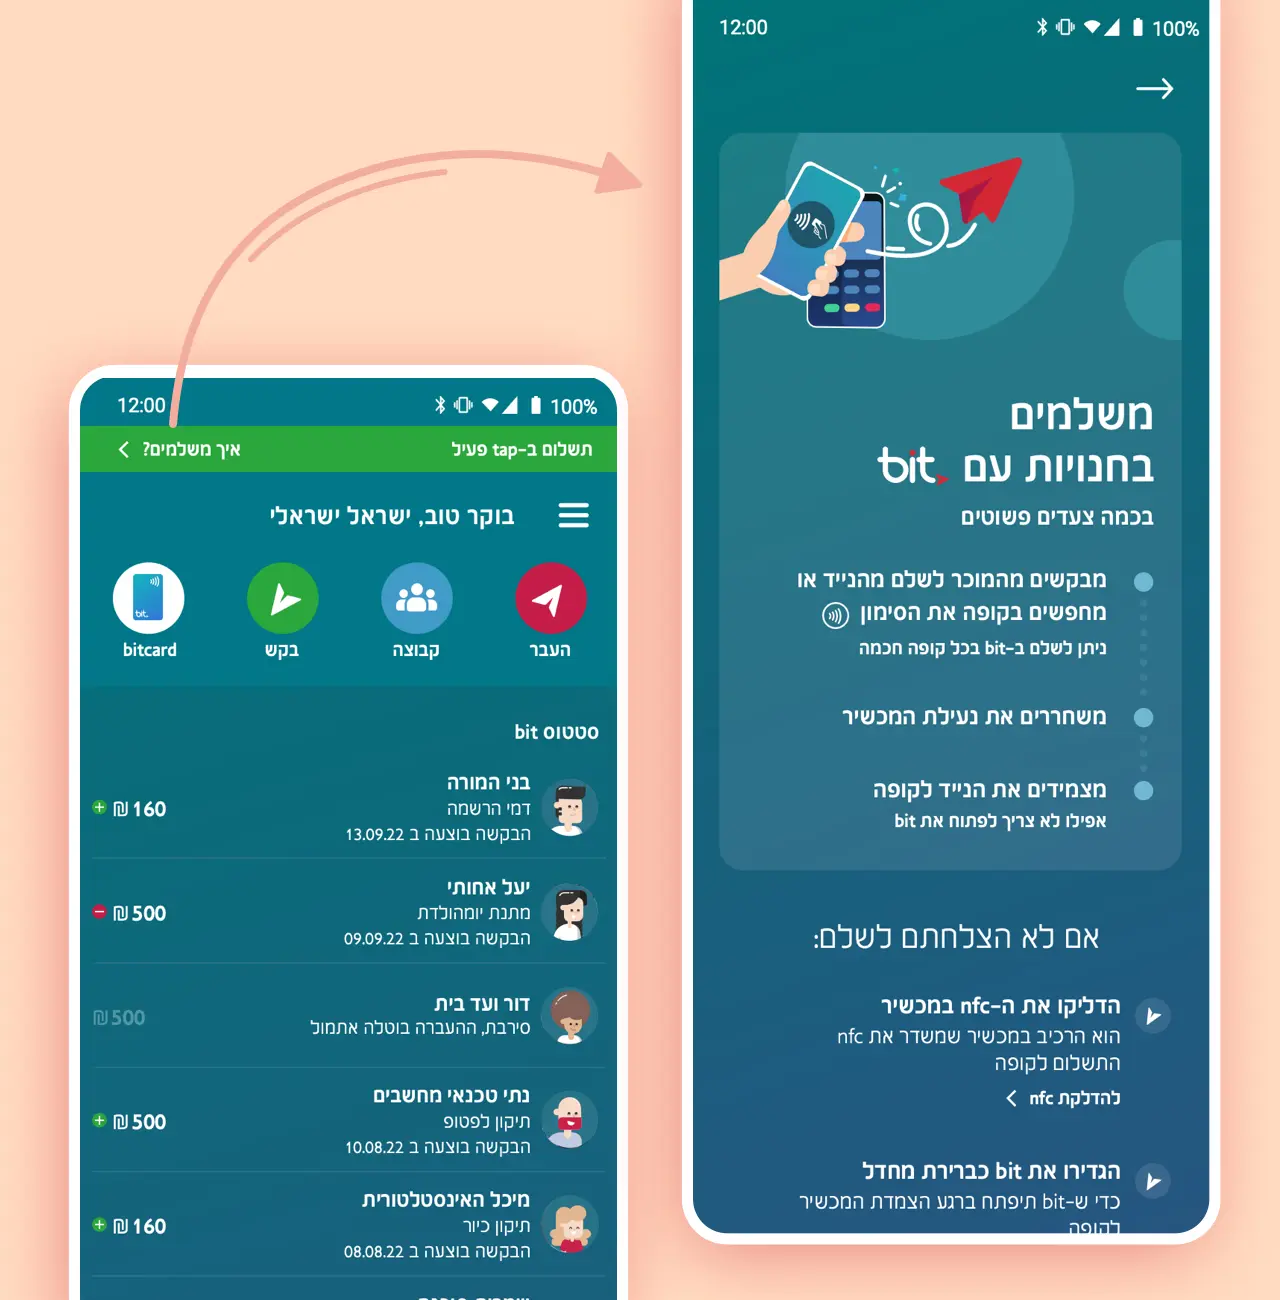 12:00
100%
משלמים
בחנויות עם bit
בכמה צעדים פשוטים
מבקשים מהמוכר לשלם מהנייד או
מחפשים בקופה את הסימון
ניתן לשלם ב-bit בכל קופה חכמה
משחררים את נעילת המכשיר
מצמידים את הנייד לקופה
אפילו לא צריך לפתוח את bit
אם לא הצלחתם לשלם:
הדליקו את ה-nfc במכשיר
הוא הרכיב במכשיר שמשדר את nfc
התשלום לקופה
להדלקת nfc
הגדירו את bit כברירת מחדל
כדי ש-bit תיפתח ברגע הצמדת המכשיר
לקופה
12:00
100%
תשלום ב-tap פעיל
איך משלמים?
בוקר טוב, ישראל ישראלי
העבר
קבוצה
בקש
bit
bitcard
סטטוס bit
בני המורה
דמי הרשמה
הבקשה בוצעה ב 13.09.22
₪ 160
יעל אחותי
מתנת יומהולדת
הבקשה בוצעה ב 09.09.22
₪ 500
דור ועד בית
סירבת, ההעברה בוטלה אתמול
₪ 500
נתי טכנאי מחשבים
תיקון לפטופ
הבקשה בוצעה ב 10.08.22
₪ 500
מיכל האינסטלטורית
תיקון כיור
הבקשה בוצעה ב 08.08.22
₪ 160